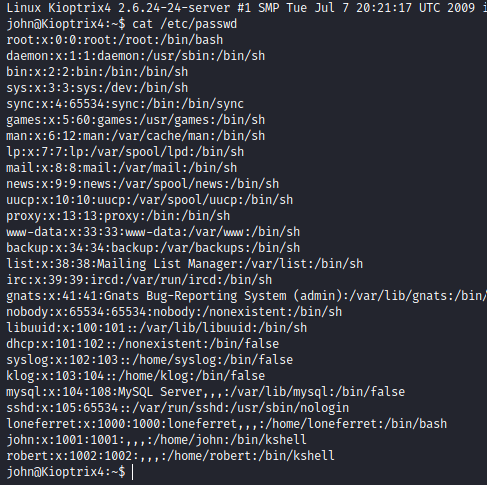 Linux Kioptrix4 2.6.24-24-server #1 SMP Tue Jul 7 20:21:17 UTC 2009 i
john@Kioptrix4:~$ cat /etc/passwd
root:x:0:0:root:/root:/bin/bash
daemon:x:1:1:daemon:/usr/sbin:/bin/sh
bin:x:2:2:bin:/bin:/bin/sh
sys:x:3:3:sys:/dev:/bin/sh
sync:x:4:65534:sync:/bin:/bin/sync
games:x:5:60:games:/usr/games:/bin/sh
man:x:6:12:man:/var/cache/man:/bin/sh
lp:x:7:7:lp:/var/spool/lpd:/bin/sh
mail:x:8:8:mail:/var/mail:/bin/sh
news:x:9:9:news:/var/spool/news:/bin/sh
uucp:x:10:10:uucp:/var/spool/uucp:/bin/sh
proxy:x:13:13:proxy:/bin:/bin/sh
www-data:x:33:33:www-data:/var/www:/bin/sh
backup:x:34:34:backup:/var/backups:/bin/sh
list:x:38:38:Mailing List Manager:/var/list:/bin/sh
irc:x:39:39:ircd:/var/run/ircd:/bin/sh
gnats:x:41:41:Gnats Bug-Reporting System (admin):/var/lib/gnats:/bin/
nobody:x:65534:65534:nobody:/nonexistent:/bin/sh
libuuid:x:100:101::/var/lib/libuuid:/bin/sh
dhcp:x:101:102::/nonexistent:/bin/false
syslog:x:102:103::/home/syslog:/bin/false
klog:x:103:104::/home/klog:/bin/false
mysql:x:104:108:MySQL Server,,,:/var/lib/mysql:/bin/false
sshd:x:105:65534::/var/run/sshd:/usr/sbin/nologin
loneferret:x:1000:1000:loneferret,,,:/home/loneferret:/bin/bash
john:x:1001:1001:,,,:/home/john:/bin/kshell
robert:x:1002:1002:,,,:/home/robert:/bin/kshell
john@Kioptrix4:~$